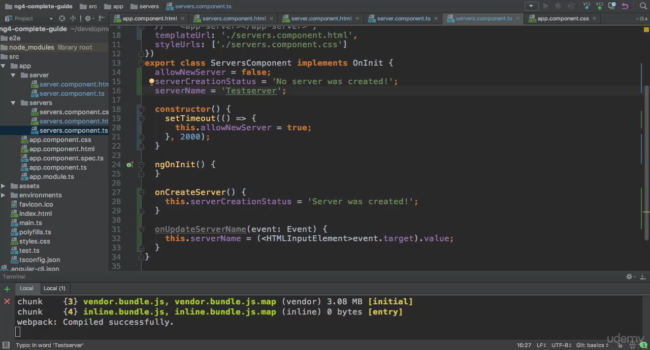 ng4-complete-guide src app servers servers.component.ts
Project
app.component.html
server.component.html
server.component.ts
servers.component.ts
app.component.css
ng4-complete-guide ~/developmen
e2e
node_modules library root
src
app
server
server.component.htm
server.component.ts
servers
servers.component.cs
servers.component.ht
servers.component.ts
app.component.css
app.component.html
app.component.spec.ts
app.component.ts
app.module.ts
assets
environments
favicon.ico
index.html
main.ts
polyfills.ts
styles.css
test.ts
tsconfig.json
.angular-cli.json
10 templateUrl: './servers.component.html',
11 styleUrls: ['./servers.component.css']
12 })
13 export class ServersComponent implements OnInit {
14 allowNewServer = false;
15 serverCreationStatus = 'No server was created!';
16 serverName = 'Testserver';
17
18 constructor() {
19 setTimeout(() => {
20 this.allowNewServer = true;
21 }, 2000);
22 }
23
24 ngOnInit() {
25 }
26
27 onCreateServer() {
28 this.serverCreationStatus = 'Server was created!';
29 }
30
31 onUpdateServerName(event: Event) {
32 this.serverName = (<HTMLInputElement>event.target).value;
33 }
34 }
35
Terminal
Local Local (1)
chunk {3} vendor.bundle.js, vendor.bundle.js.map (vendor) 3.08 MB [initial]
chunk {4} inline.bundle.js, inline.bundle.js.map (inline) 0 bytes [entry]
webpack: Compiled successfully.
Typo: In word 'Testserver'
16:27 LF÷ UTF-8÷ Git: basics÷
udemy